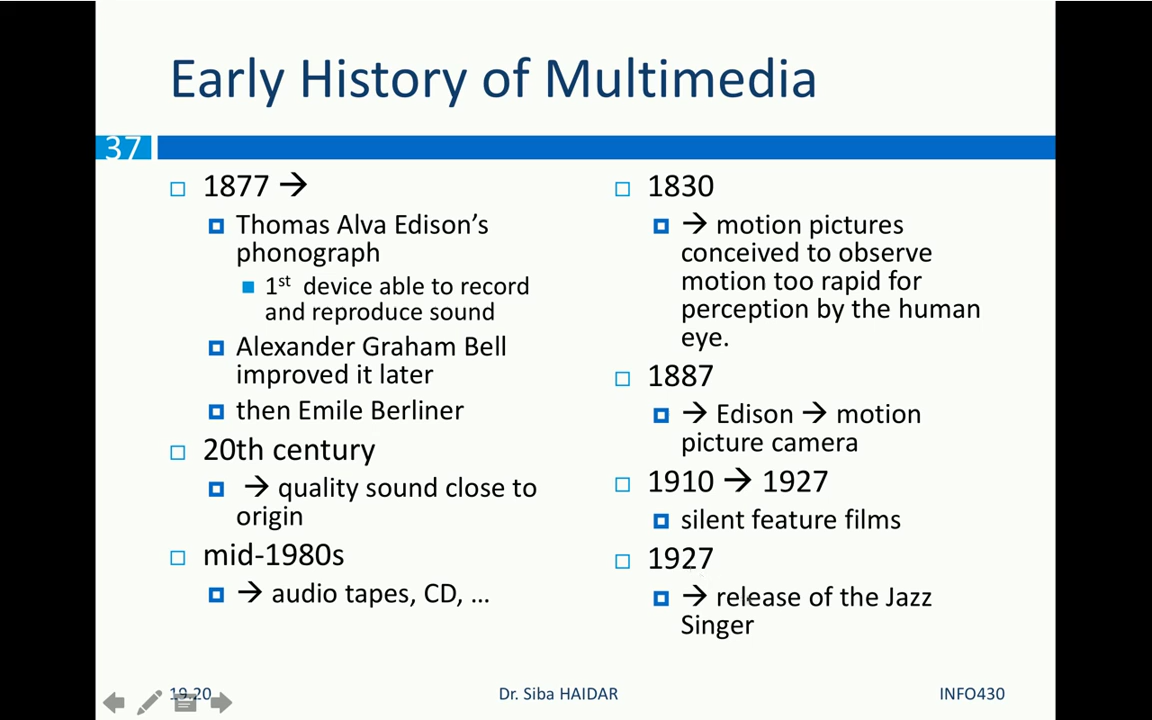 Early History of Multimedia
37
1877 →
Thomas Alva Edison's
phonograph
1st device able to record
and reproduce sound
Alexander Graham Bell
improved it later
then Emile Berliner
20th century
→ quality sound close to
origin
mid-1980s
→ audio tapes, CD, ...
1830
→ motion pictures
conceived to observe
motion too rapid for
perception by the human
eye.
1887
→ Edison → motion
picture camera
1910 → 1927
silent feature films
1927
→ release of the Jazz
Singer
19.20
Dr. Siba HAIDAR
INFO430